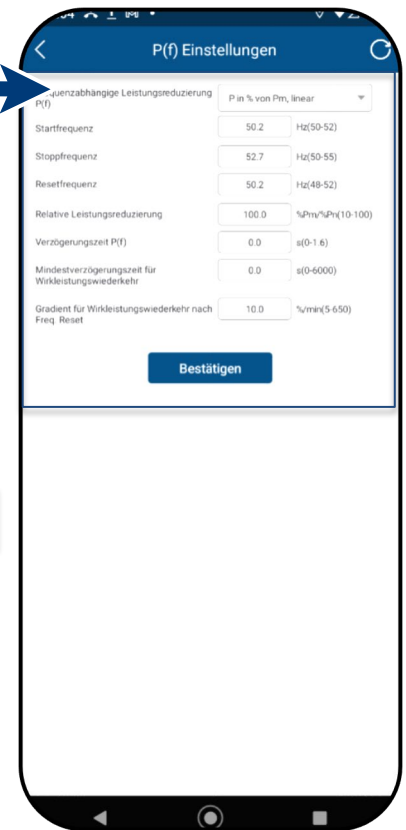 P(f) Einstellungen
Leistungsreduzierung
P(f)
P in % von Pm, linear
Startfrequenz 50.2 Hz(50-52)
Stoppfrequenz 52.7 Hz(50-55)
Resetfrequenz 50.2 Hz(48-52)
Relative Leistungsreduzierung 100.0 %Pm/%Pn(10-100)
Verzögerungszeit P(f) 0.0 s(0-1.6)
Mindestverzögerungszeit für
Wirkleistungswiederkehr
0.0 s(0-6000)
Gradient für Wirkleistungswiederkehr nach
Freq. Reset
10.0 %/min(5-650)
Bestätigen